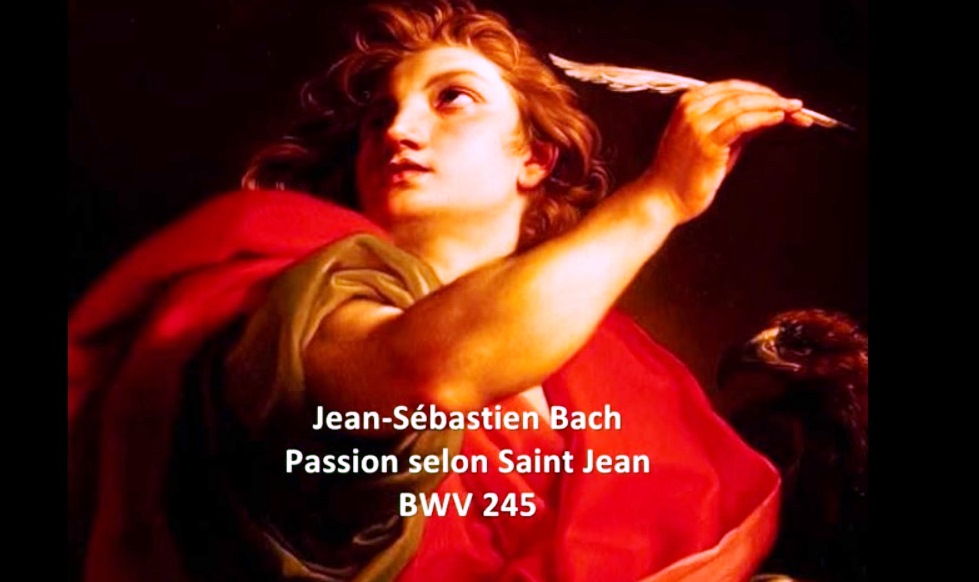 Jean-Sébastien Bach
Passion selon Saint Jean
BWV 245